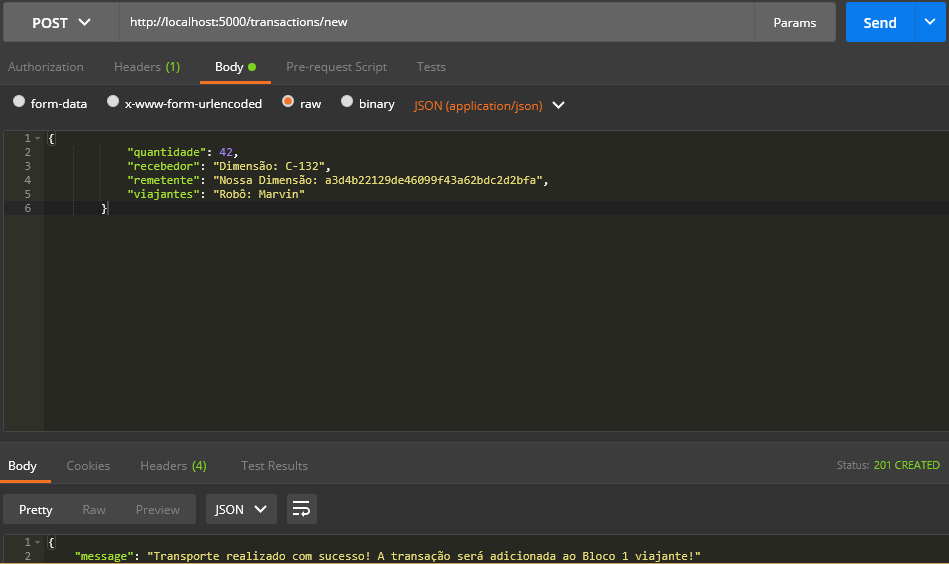 POST http://localhost:5000/transactions/new Params Send
Authorization Headers (1) Body Pre-request Script Tests
form-data x-www-form-urlencoded raw binary JSON (application/json)
1 {
2 "quantidade": 42,
3 "recebedor": "Dimensão: C-132",
4 "remetente": "Nossa Dimensão: a3d4b22129de46099f43a62bdc2d2bfa",
5 "viajantes": "Robô: Marvin"
6 }
Body Cookies Headers (4) Test Results Status: 201 CREATED
Pretty Raw Preview JSON
1 {
2 "message": "Transporte realizado com sucesso! A transação será adicionada ao Bloco 1 viajante!"